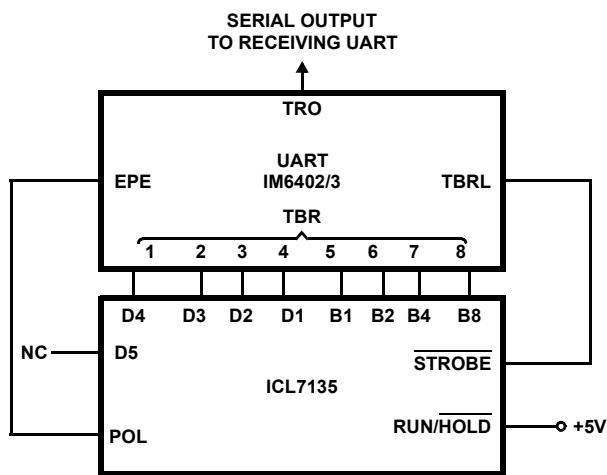 SERIAL OUTPUT
TO RECEIVING UART
TRO
UART
IM6402/3
EPE
TBRL
TBR
1 2 3 4 5 6 7 8
D4 D3 D2 D1 B1 B2 B4 B8
NC
D5
STROBE
ICL7135
POL
RUN/HOLD
+5V